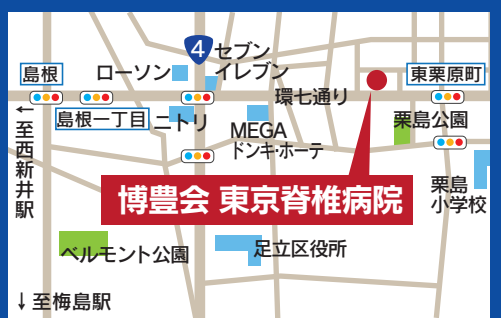 4
セブン
イレブン
ローソン
島根
東栗原町
環七通り
島根一丁目
ニトリ
MEGA
ドンキ・ホーテ
栗島公園
←至西新井駅
博豊会 東京脊椎病院
栗島
小学校
ベルモント公園
足立区役所
↓至梅島駅